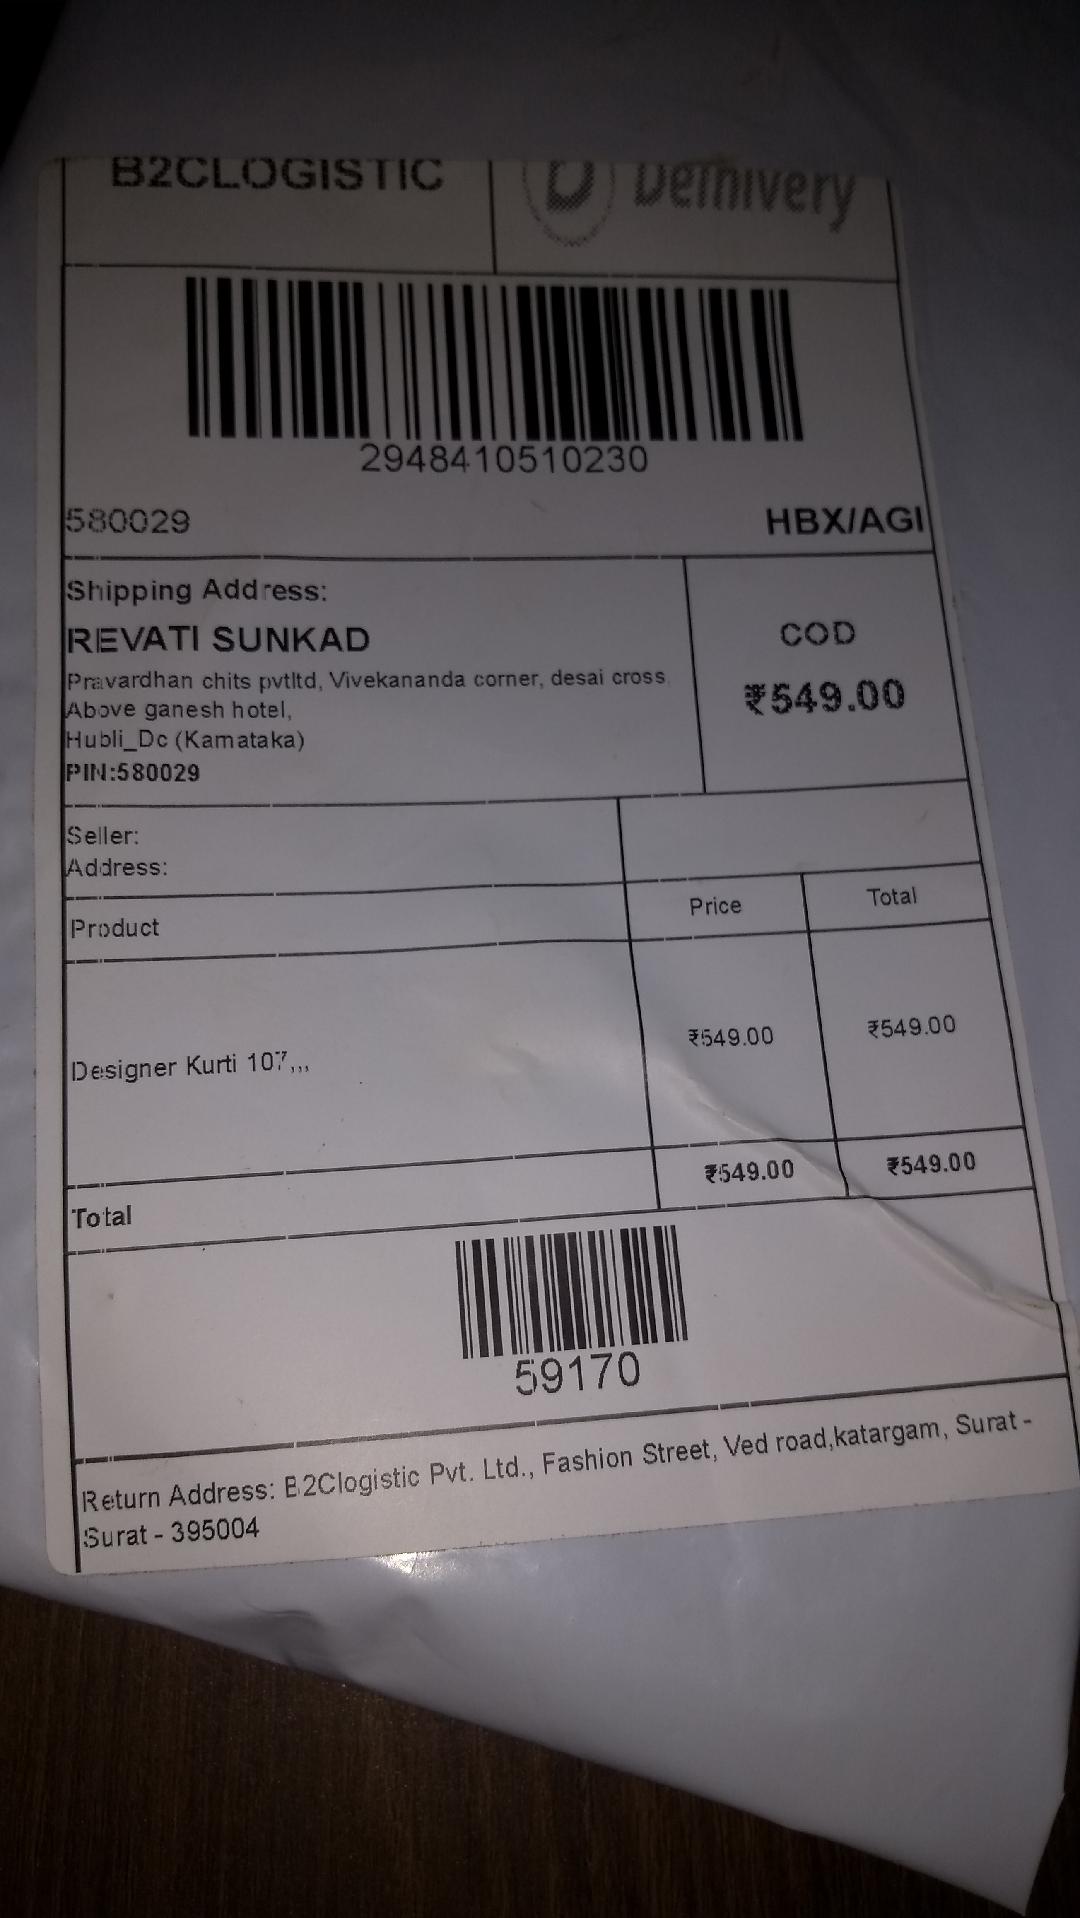 B2CLOGISTIC
Delhivery
2948410510230
580029
HBX/AGI
Shipping Address:
REVATI SUNKAD
Pravardhan chits pvtltd, Vivekananda corner, desai cross,
Above ganesh hotel,
Hubli_Dc (Karnataka)
PIN:580029
COD
₹549.00
Seller:
Address:
Product
Price
Total
Designer Kurti 107,,,
₹549.00
₹549.00
Total
₹549.00
₹549.00
59170
Return Address: B2Clogistic Pvt. Ltd., Fashion Street, Ved road,katargam, Surat -
Surat - 395004